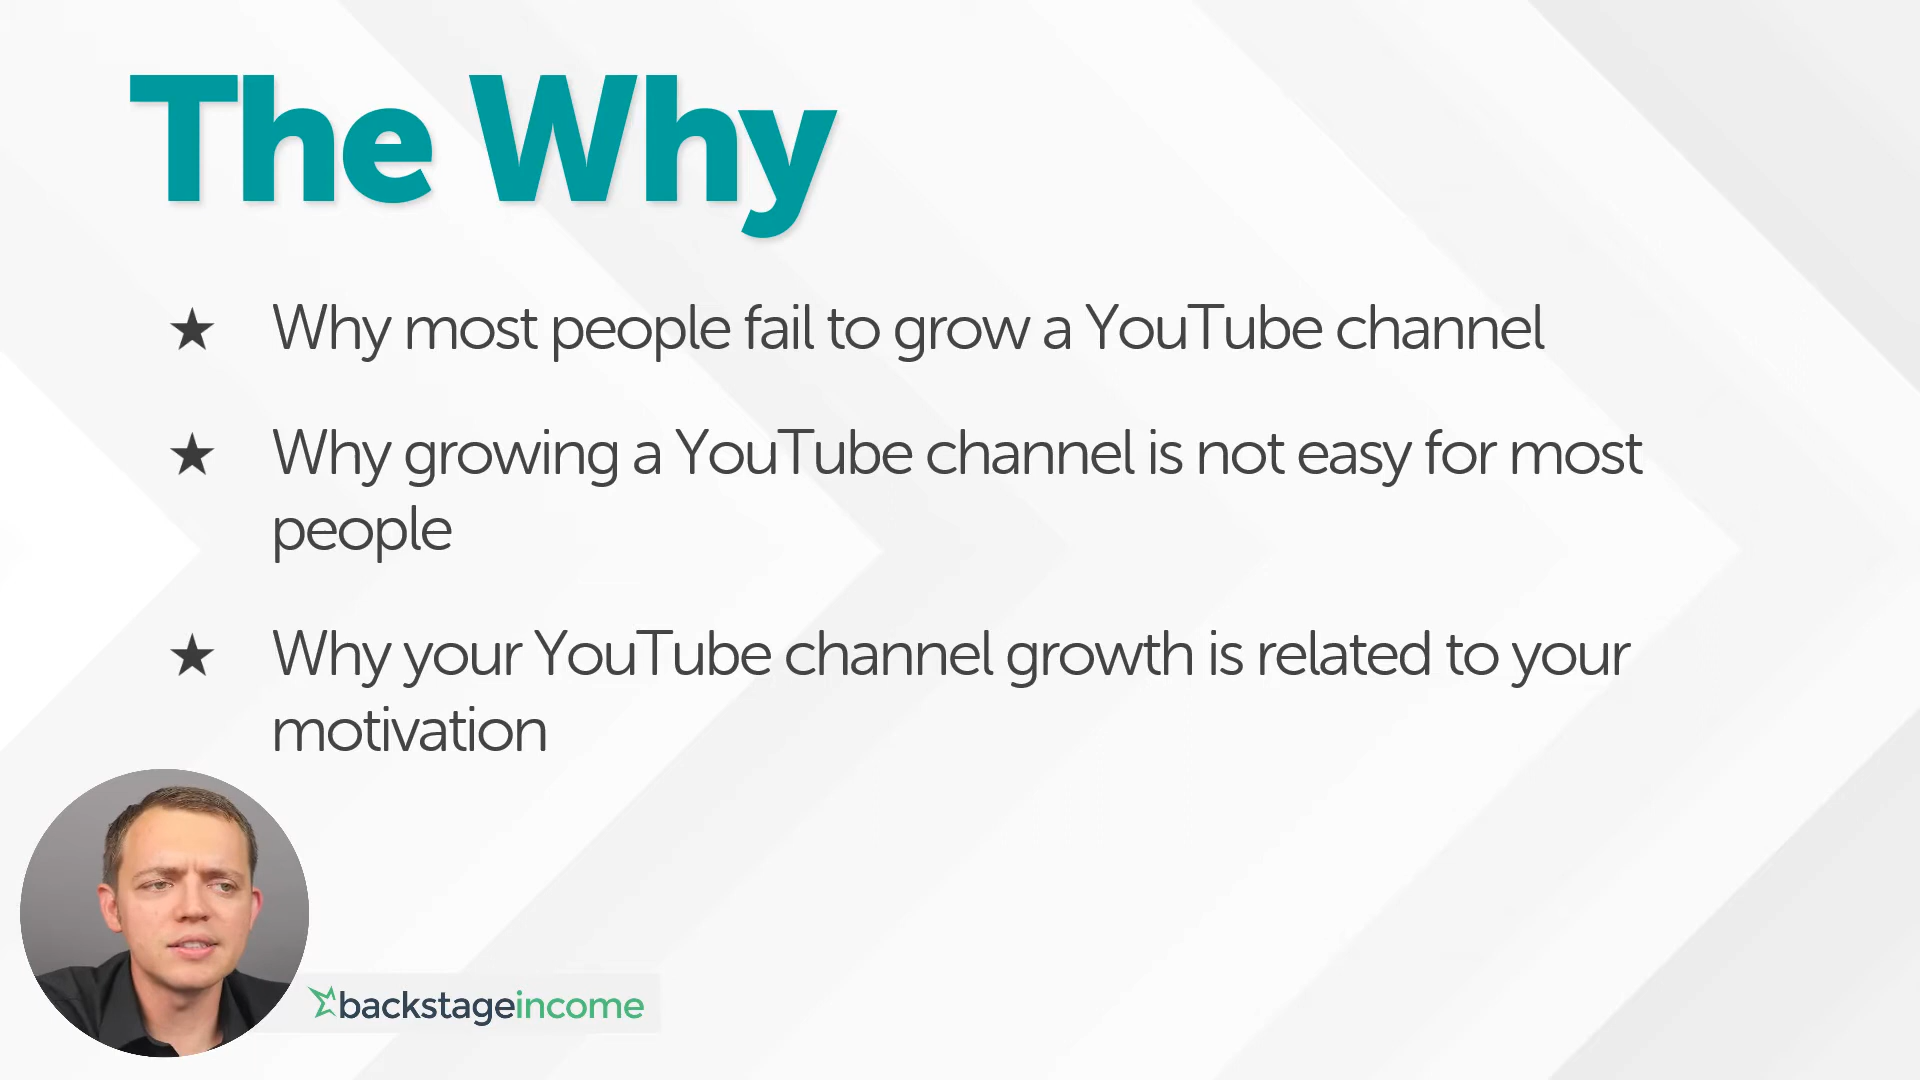 The Why
★ Why most people fail to grow a YouTube channel
★ Why growing a YouTube channel is not easy for most
people
★ Why your YouTube channel growth is related to your
motivation
backstageincome